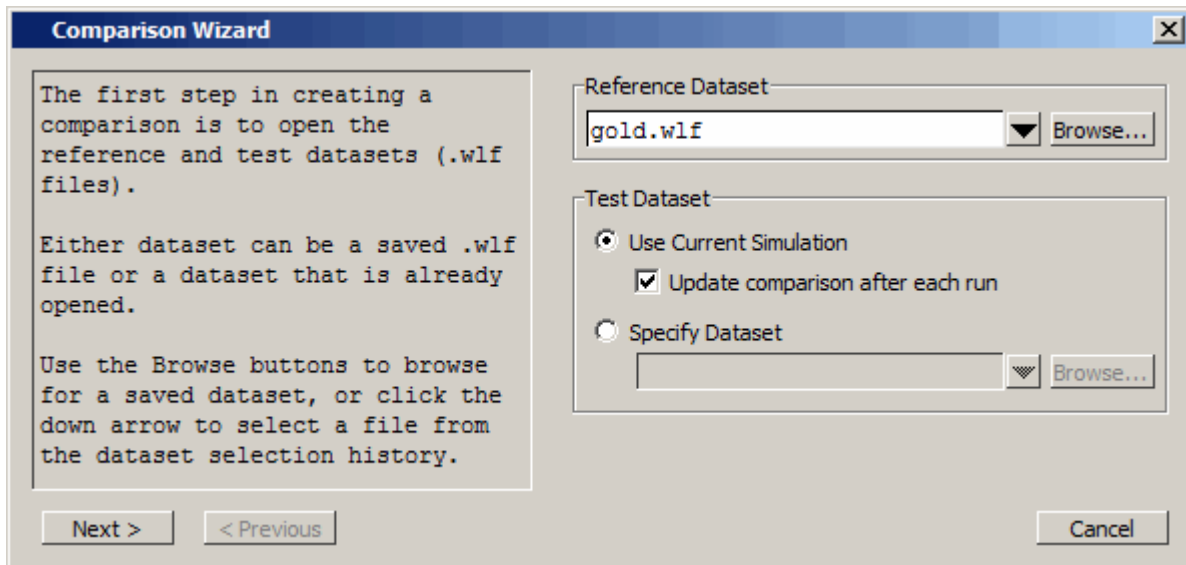 Comparison Wizard
The first step in creating a
comparison is to open the
reference and test datasets (.wlf
files).
Either dataset can be a saved .wlf
file or a dataset that is already
opened.
Use the Browse buttons to browse
for a saved dataset, or click the
down arrow to select a file from
the dataset selection history.
Reference Dataset
gold.wlf
Browse...
Test Dataset
Use Current Simulation
Update comparison after each run
Specify Dataset
Browse...
Next >
< Previous
Cancel